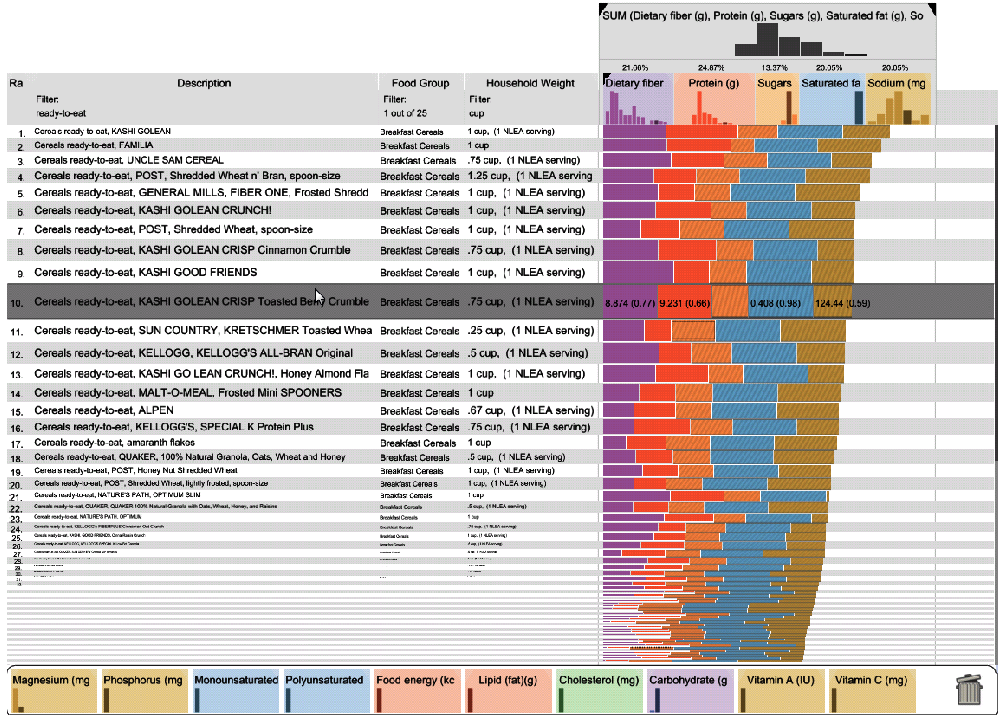 SUM (Dietary fiber (g), Protein (g), Sugars (g), Saturated fat (g), So
21.00% 24.87% 13.37% 20.05% 20.05%
Ra Description Food Group Household Weight Dietary fiber Protein (g) Sugars Saturated fa Sodium (mg
Filter: Filter: Filter
ready-to-eat 1 out of 25 cup
1. Cereals ready-to-eat, KASHI GOLEAN Breakfast Cereals 1 cup, (1 NLEA serving)
2. Cereals ready-to-eat, FAMILIA Breakfast Cereals 1 cup
3. Cereals ready-to-eat, UNCLE SAM CEREAL Breakfast Cereals .75 cup, (1 NLEA serving)
4. Cereals ready-to-eat, POST, Shredded Wheat n' Bran, spoon-size Breakfast Cereals 1.25 cup, (1 NLEA serving
5. Cereals ready-to-eat, GENERAL MILLS, FIBER ONE, Frosted Shredd Breakfast Cereals 1 cup, (1 NLEA serving)
6. Cereals ready-to-eat, KASHI GOLEAN CRUNCH! Breakfast Cereals 1 cup, (1 NLEA serving)
7. Cereals ready-to-eat, POST, Shredded Wheat, spoon-size Breakfast Cereals 1 cup, (1 NLEA serving)
8. Cereals ready-to-eat, KASHI GOLEAN CRISP Cinnamon Crumble Breakfast Cereals .75 cup, (1 NLEA serving)
9. Cereals ready-to-eat, KASHI GOOD FRIENDS Breakfast Cereals 1 cup, (1 NLEA serving)
10. Cereals ready-to-eat, KASHI GOLEAN CRISP Toasted Berry Crumble Breakfast Cereals .75 cup, (1 NLEA serving) 8.874 (0.77) 9.231 (0.66) 0.408 (0.98) 124.44 (0.59)
11. Cereals ready-to-eat, SUN COUNTRY, KRETSCHMER Toasted Whea Breakfast Cereals .25 cup, (1 NLEA serving)
12. Cereals ready-to-eat, KELLOGG, KELLOGG'S ALL-BRAN Original Breakfast Cereals .5 cup, (1 NLEA serving)
13. Cereals ready-to-eat, KASHI GO LEAN CRUNCH!, Honey Almond Fla Breakfast Cereals 1 cup, (1 NLEA serving)
14. Cereals ready-to-eat, MALT-O-MEAL, Frosted Mini SPOONERS Breakfast Cereals 1 cup
15. Cereals ready-to-eat, ALPEN Breakfast Cereals .67 cup, (1 NLEA serving)
16. Cereals ready-to-eat, KELLOGG'S, SPECIAL K Protein Plus Breakfast Cereals .75 cup, (1 NLEA serving)
17. Cereals ready-to-eat, amaranth flakes Breakfast Cereals 1 cup
18. Cereals ready-to-eat, QUAKER, 100% Natural Granola, Oats, Wheat and Honey Breakfast Cereals .5 cup, (1 NLEA serving)
19. Cereals ready-to-eat, POST, Honey Nut Shredded Wheat Breakfast Cereals 1 cup, (1 NLEA serving)
20. Cereals ready-to-eat, POST, Shredded Wheat, lightly frosted, spoon-size Breakfast Cereals 1 cup, (1 NLEA serving)
21. Cereals ready-to-eat, NATURE'S PATH, OPTIMUM SLIM Breakfast Cereals 1 cup
22. Cereals ready-to-eat, QUAKER, QUAKER 100% Natural Granola with Oats, Wheat, Honey, and Raisins Breakfast Cereals .5 cup, (1 NLEA serving)
23. Cereals ready-to-eat, NATURE'S PATH, OPTIMUM Breakfast Cereals 1 cup
24. Breakfast Cereals
25. Cereals ready-to-eat, KASHI, GOOD FRIENDS, Breakfast Cereals 1 cup, (1 NLEA serving)
26.
27.
Magnesium (mg Phosphorus (mg Monounsaturated Polyunsaturated Food energy (kc Lipid (fat)(g) Cholesterol (mg) Carbohydrate (g Vitamin A (IU) Vitamin C (mg)